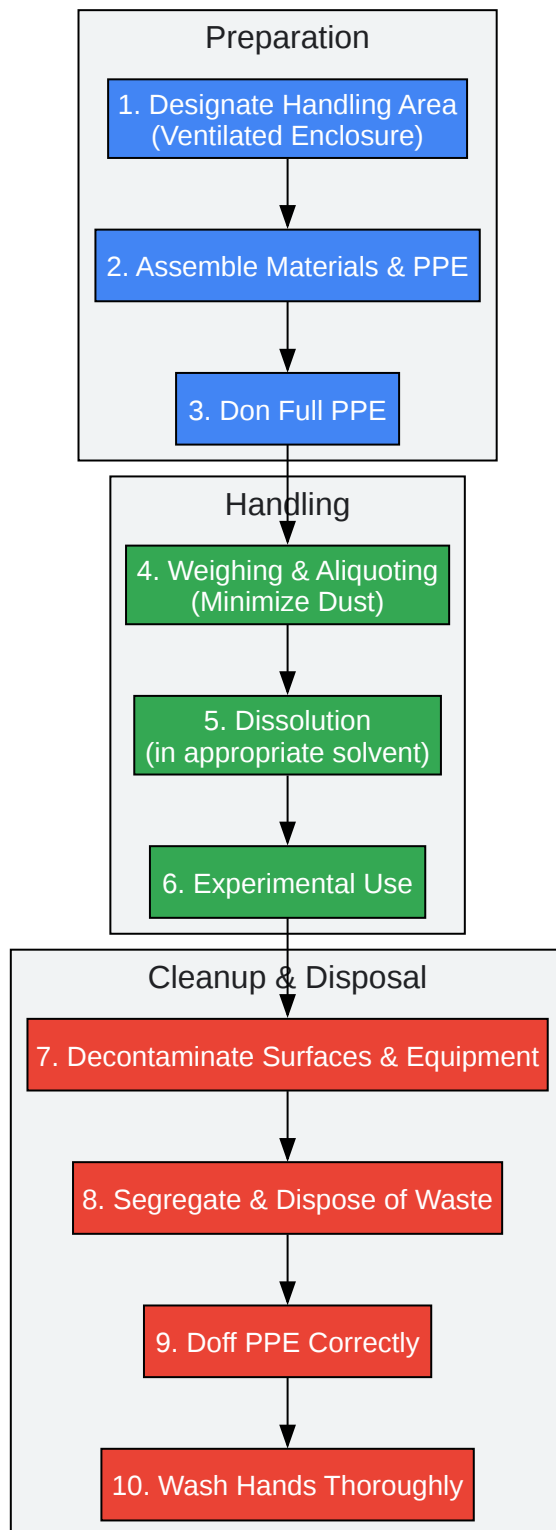 Preparation
1. Designate Handling Area
(Ventilated Enclosure)
2. Assemble Materials & PPE
3. Don Full PPE
Handling
4. Weighing & Aliquoting
(Minimize Dust)
5. Dissolution
(in appropriate solvent)
6. Experimental Use
Cleanup & Disposal
7. Decontaminate Surfaces & Equipment
8. Segregate & Dispose of Waste
9. Doff PPE Correctly
10. Wash Hands Thoroughly